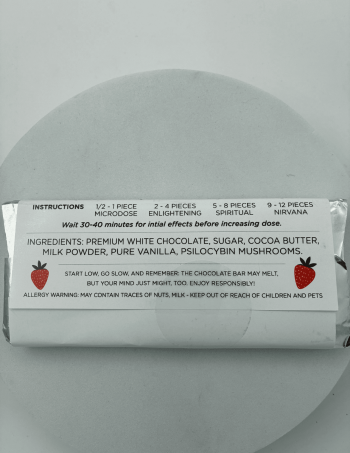 INSTRUCTIONS 1/2 - 1 PIECE 2 - 4 PIECES 5 - 8 PIECES 9 - 12 PIECES
MICRODOSE ENLIGHTENING SPIRITUAL NIRVANA
Wait 30-40 minutes for intial effects before increasing dose.
INGREDIENTS: PREMIUM WHITE CHOCOLATE, SUGAR, COCOA BUTTER,
MILK POWDER, PURE VANILLA, PSILOCYBIN MUSHROOMS.
START LOW, GO SLOW, AND REMEMBER: THE CHOCOLATE BAR MAY MELT,
BUT YOUR MIND JUST MIGHT, TOO. ENJOY RESPONSIBLY!
ALLERGY WARNING: MAY CONTAIN TRACES OF NUTS, MILK - KEEP OUT OF REACH OF CHILDREN AND PETS